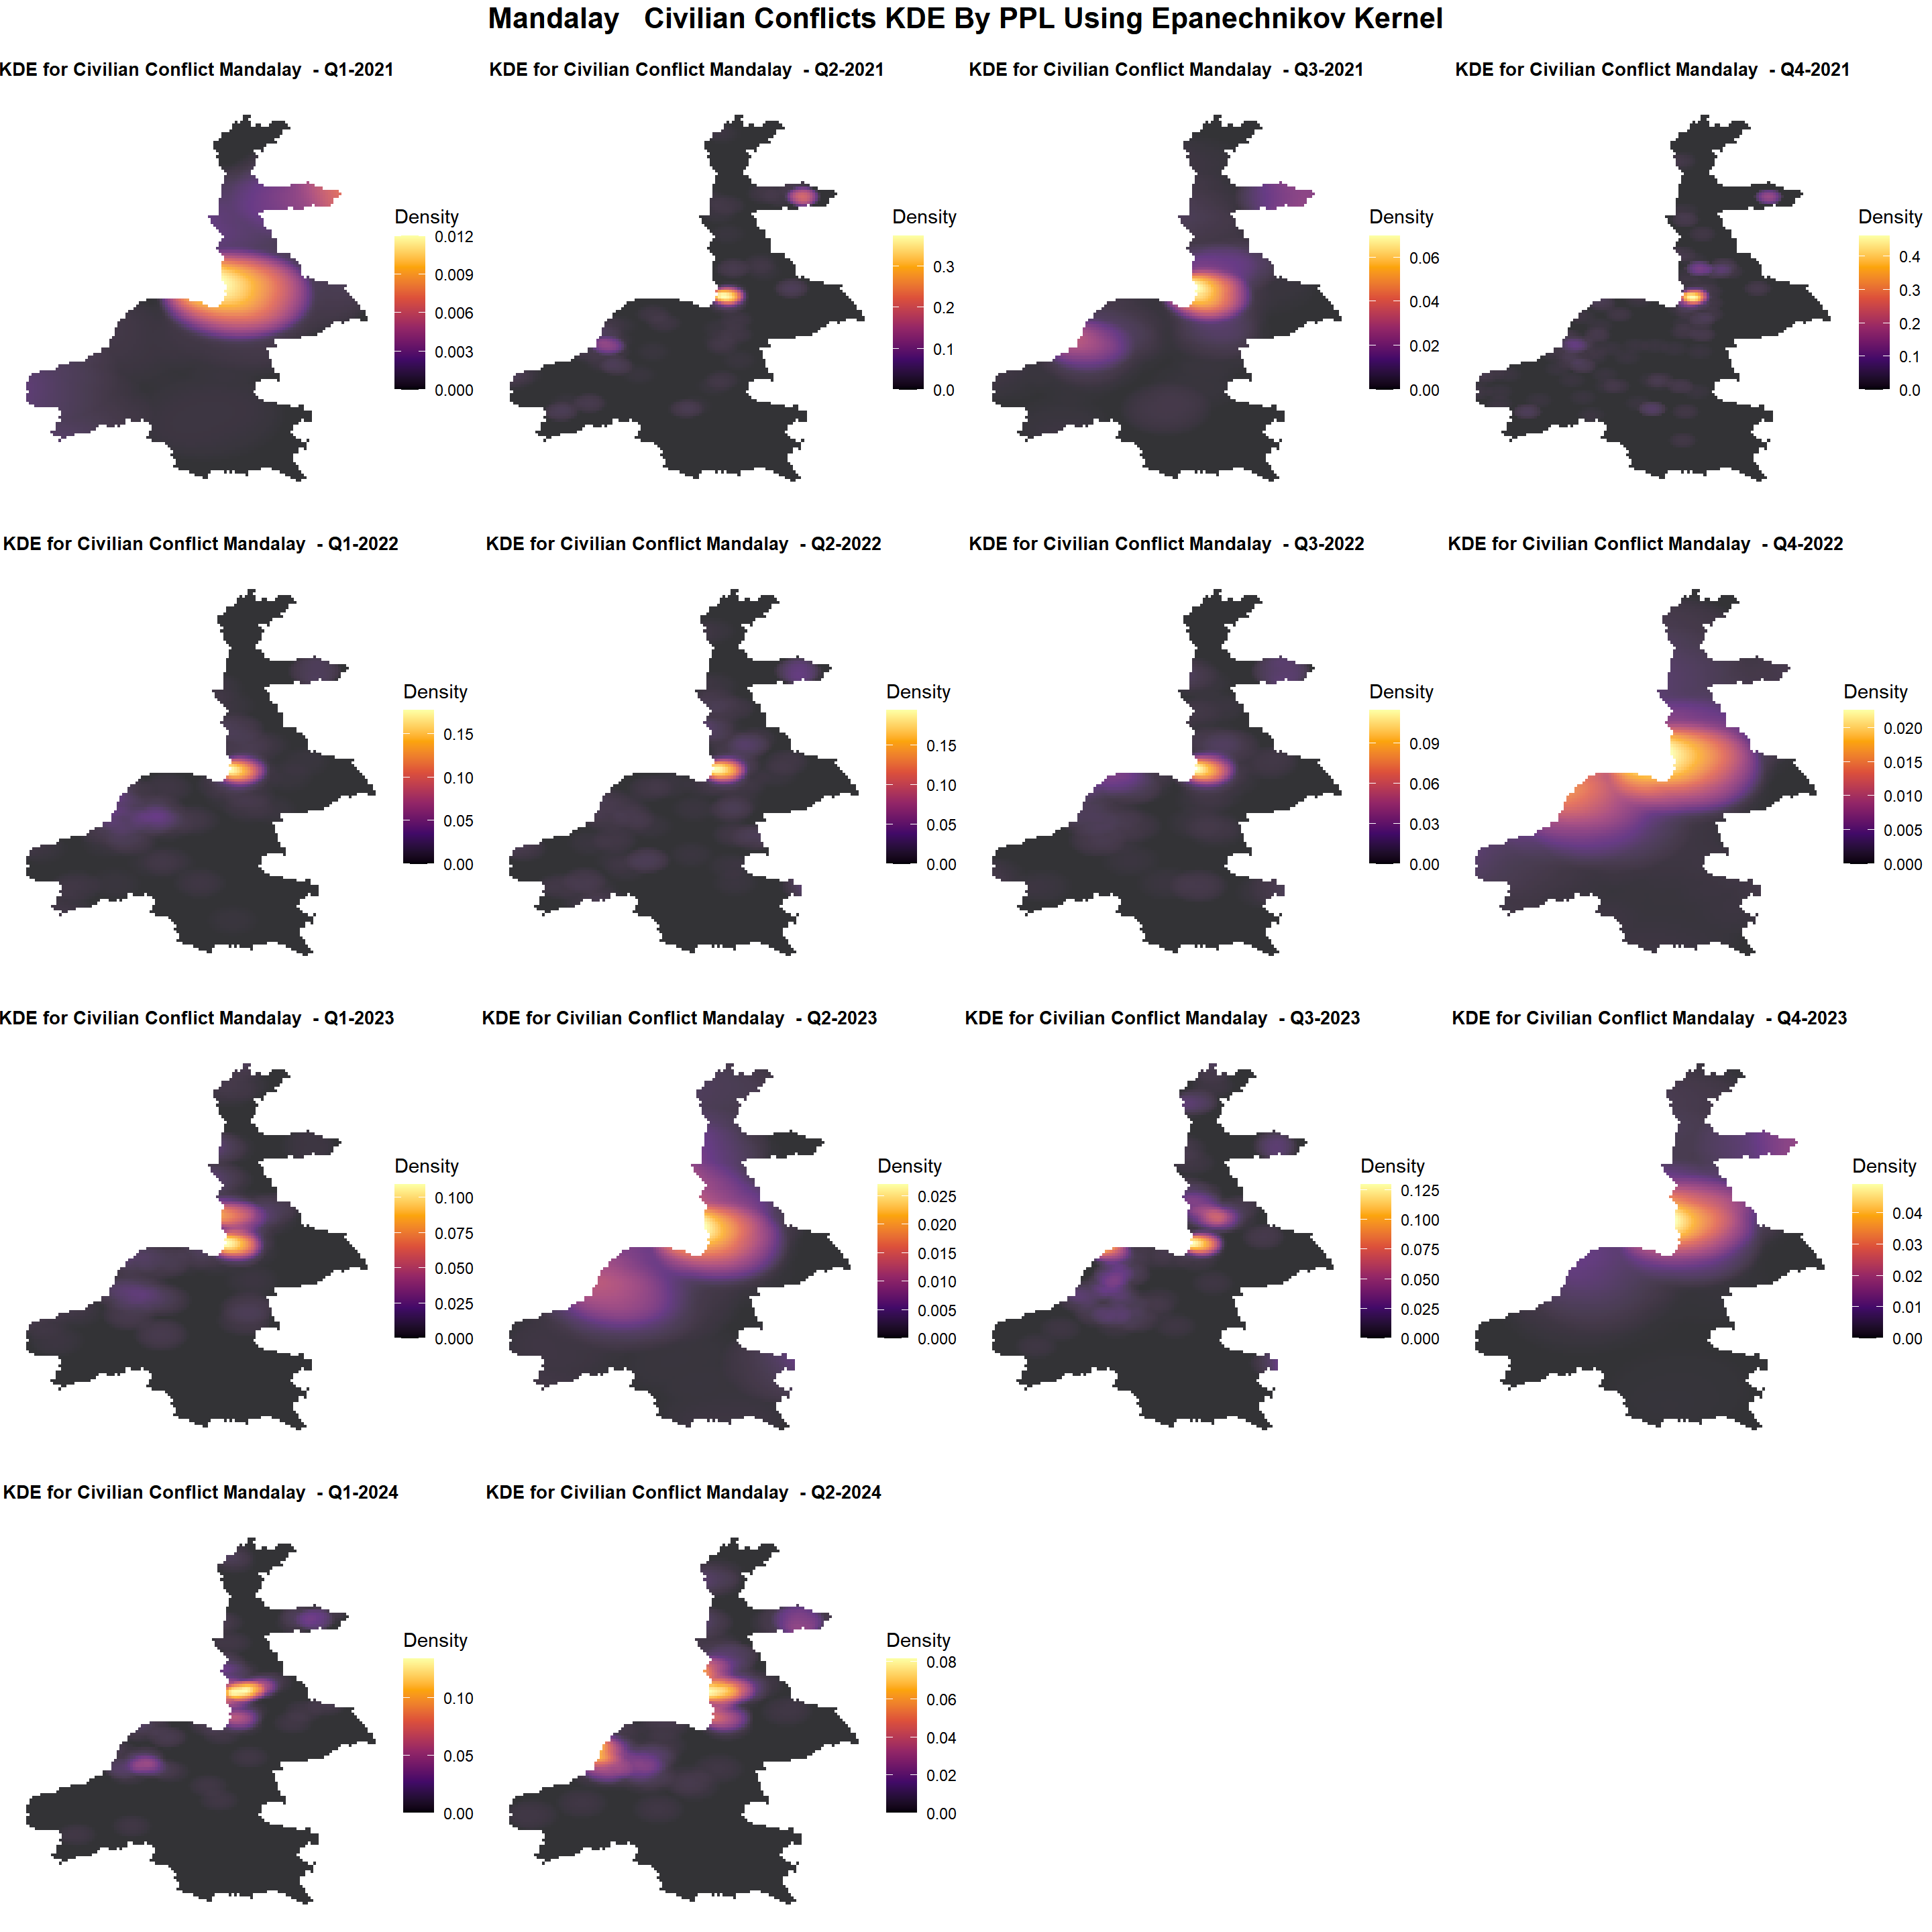 Mandalay   Civilian Conflicts KDE By PPL Using Epanechnikov Kernel
KDE for Civilian Conflict Mandalay  - Q1-2021
Density
0.012
0.009
0.006
0.003
0.000
KDE for Civilian Conflict Mandalay  - Q2-2021
Density
0.3
0.2
0.1
0.0
KDE for Civilian Conflict Mandalay  - Q3-2021
Density
0.06
0.04
0.02
0.00
KDE for Civilian Conflict Mandalay  - Q4-2021
Density
0.4
0.3
0.2
0.1
0.0
KDE for Civilian Conflict Mandalay  - Q1-2022
Density
0.15
0.10
0.05
0.00
KDE for Civilian Conflict Mandalay  - Q2-2022
Density
0.15
0.10
0.05
0.00
KDE for Civilian Conflict Mandalay  - Q3-2022
Density
0.09
0.06
0.03
0.00
KDE for Civilian Conflict Mandalay  - Q4-2022
Density
0.020
0.015
0.010
0.005
0.000
KDE for Civilian Conflict Mandalay  - Q1-2023
Density
0.100
0.075
0.050
0.025
0.000
KDE for Civilian Conflict Mandalay  - Q2-2023
Density
0.025
0.020
0.015
0.010
0.005
0.000
KDE for Civilian Conflict Mandalay  - Q3-2023
Density
0.125
0.100
0.075
0.050
0.025
0.000
KDE for Civilian Conflict Mandalay  - Q4-2023
Density
0.04
0.03
0.02
0.01
0.00
KDE for Civilian Conflict Mandalay  - Q1-2024
Density
0.10
0.05
0.00
KDE for Civilian Conflict Mandalay  - Q2-2024
Density
0.08
0.06
0.04
0.02
0.00